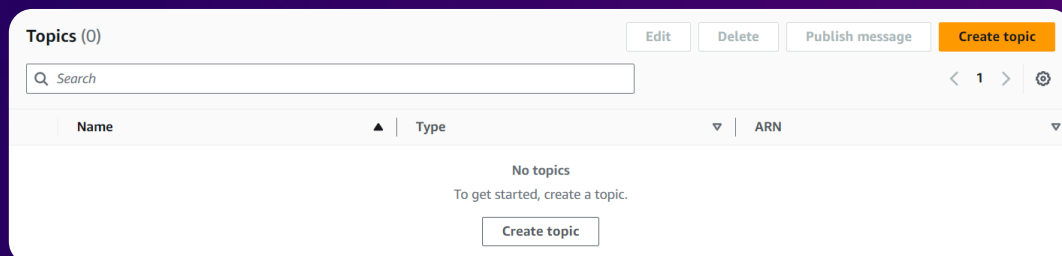 Topics (0)
Edit
Delete
Publish message
Create topic
Search
1
Name
Type
ARN
No topics
To get started, create a topic.
Create topic